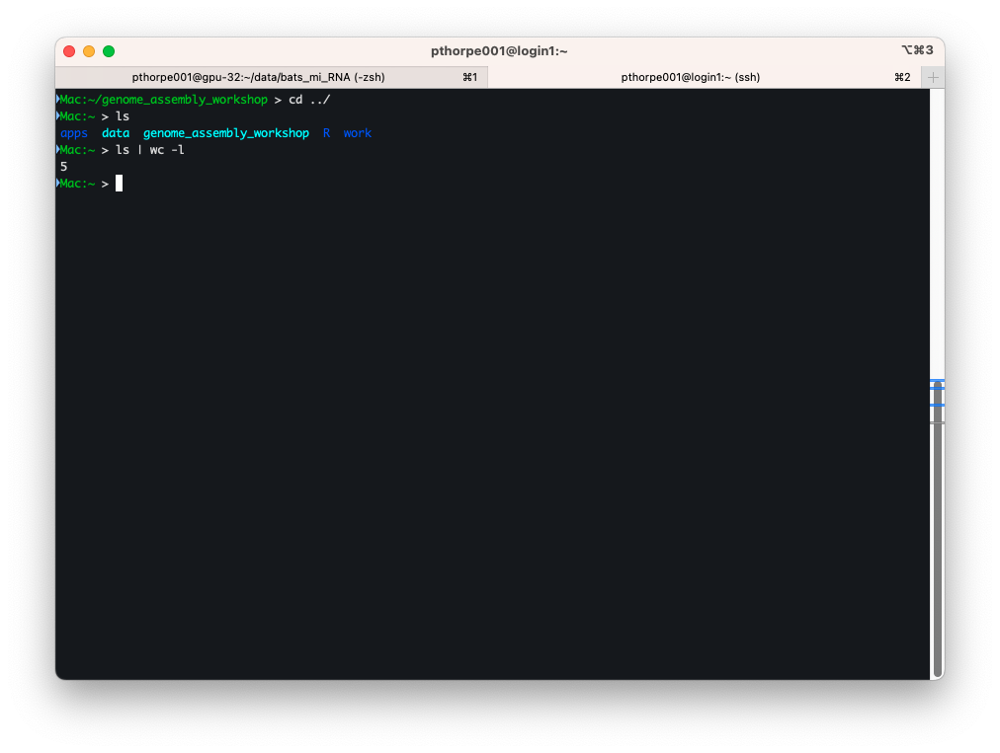 pthorpe001@login1:~
⌥⌘3
pthorpe001@gpu-32:~/data/bats_mi_RNA (-zsh) ⌘1
pthorpe001@login1:~ (ssh) ⌘2
Mac:~/genome_assembly_workshop > cd ../
Mac:~ > ls
apps data genome_assembly_workshop R work
Mac:~ > ls | wc -l
5
Mac:~ >